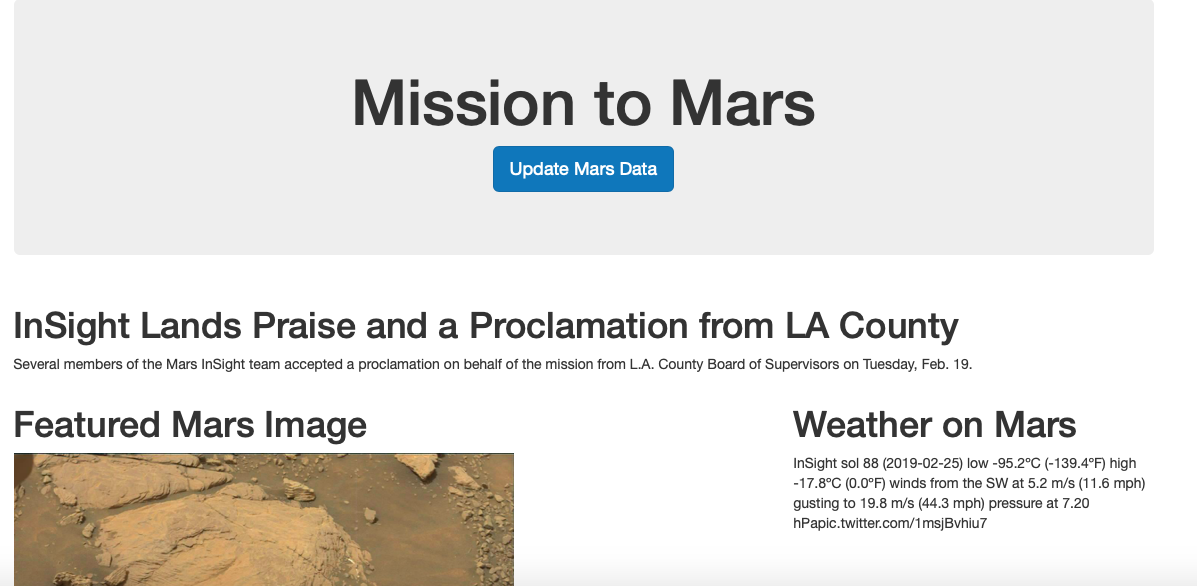 Mission to Mars
Update Mars Data
InSight Lands Praise and a Proclamation from LA County
Several members of the Mars InSight team accepted a proclamation on behalf of the mission from L.A. County Board of Supervisors on Tuesday, Feb. 19.
Featured Mars Image
Weather on Mars
InSight sol 88 (2019-02-25) low -95.2ºC (-139.4ºF) high
-17.8ºC (0.0ºF) winds from the SW at 5.2 m/s (11.6 mph)
gusting to 19.8 m/s (44.3 mph) pressure at 7.20
hPapic.twitter.com/1msjBvhiu7